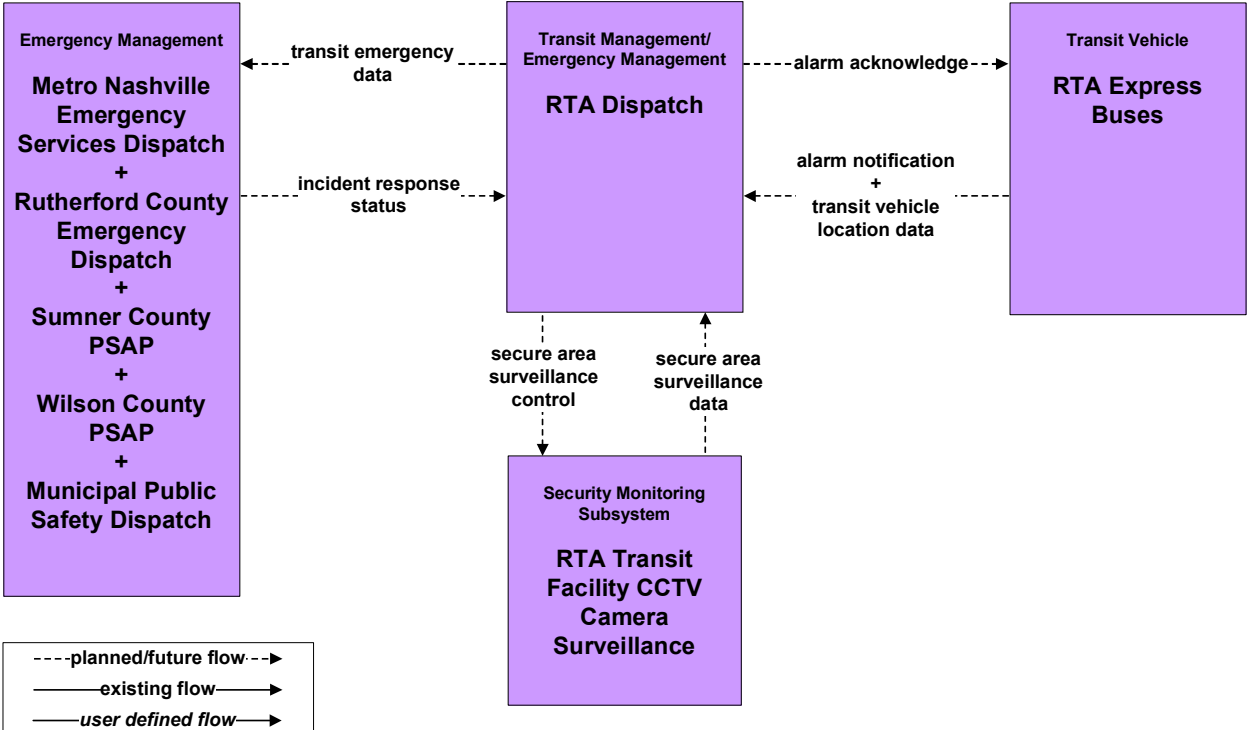 Emergency Management
Metro Nashville
Emergency
Services Dispatch
+
Rutherford County
Emergency
Dispatch
+
Sumner County
PSAP
+
Wilson County
PSAP
+
Municipal Public
Safety Dispatch
transit emergency
data
incident response
status
Transit Management/
Emergency Management
RTA Dispatch
alarm acknowledge
alarm notification
+
transit vehicle
location data
Transit Vehicle
RTA Express
Buses
secure area
surveillance
control
secure area
surveillance
data
Security Monitoring
Subsystem
RTA Transit
Facility CCTV
Camera
Surveillance
planned/future flow
existing flow
user defined flow